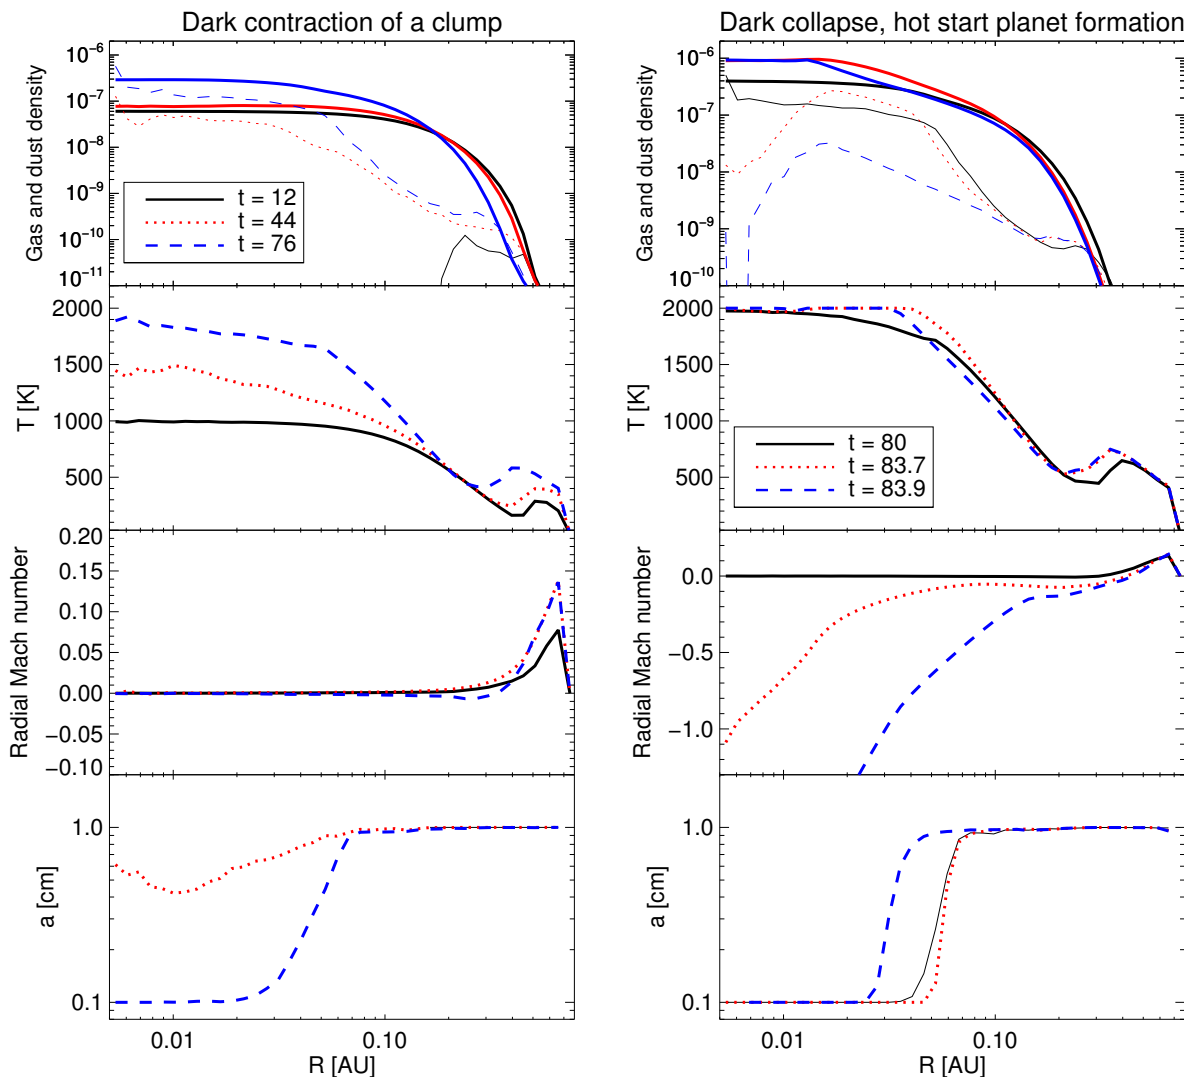 Dark contraction of a clump
Gas and dust density
10⁻⁶
10⁻⁷
10⁻⁸
10⁻⁹
10⁻¹⁰
10⁻¹¹
t = 12
t = 44
t = 76
T [K]
2000
1500
1000
500
Radial Mach number
0.20
0.15
0.10
0.05
0.00
−0.05
−0.10
a [cm]
1.0
0.1
0.01 0.10
R [AU]
Dark collapse, hot start planet formation
Gas and dust density
10⁻⁶
10⁻⁷
10⁻⁸
10⁻⁹
10⁻¹⁰
T [K]
2000
1500
1000
500
t = 80
t = 83.7
t = 83.9
Radial Mach number
0.0
−0.5
−1.0
a [cm]
1.0
0.1
0.01 0.10
R [AU]